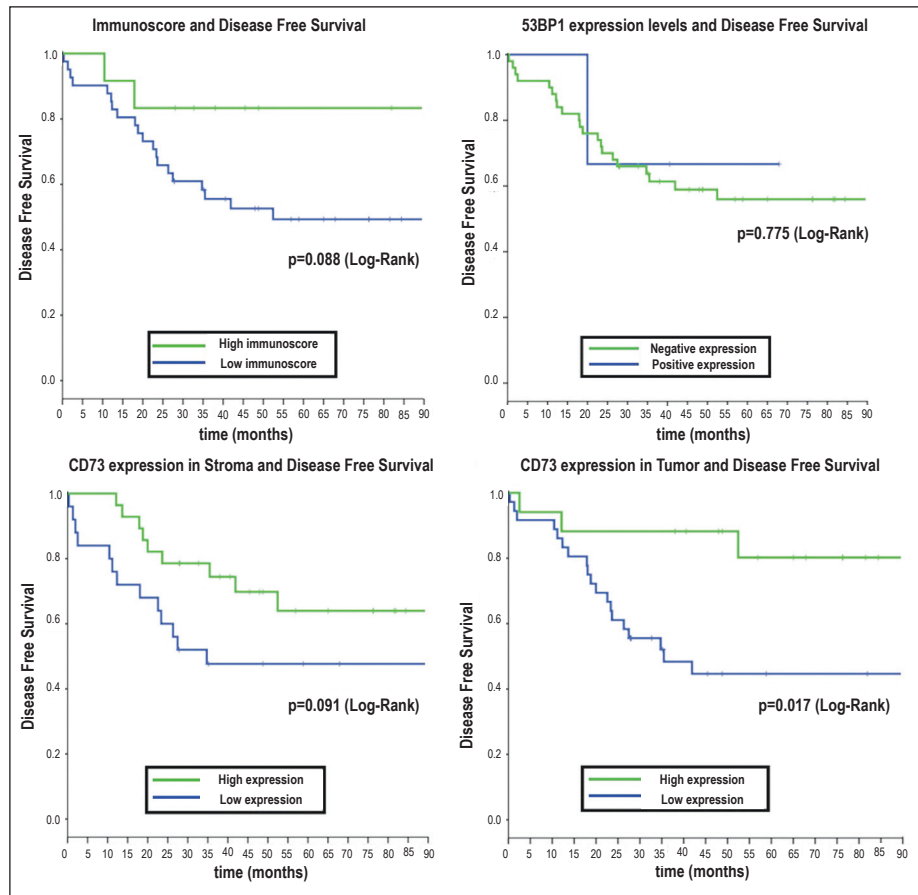 Immunoscore and Disease Free Survival
Disease Free Survival
1.0
0.8
0.6
0.4
0.2
0.0
p=0.088 (Log-Rank)
High immunoscore
Low immunoscore
0 5 10 15 20 25 30 35 40 45 50 55 60 65 70 75 80 85 90
time (months)
53BP1 expression levels and Disease Free Survival
Disease Free Survival
1.0
0.8
0.6
0.4
0.2
0.0
p=0.775 (Log-Rank)
Negative expression
Positive expression
0 5 10 15 20 25 30 35 40 45 50 55 60 65 70 75 80 85 90
time (months)
CD73 expression in Stroma and Disease Free Survival
Disease Free Survival
1.0
0.8
0.6
0.4
0.2
0.0
p=0.091 (Log-Rank)
High expression
Low expression
0 5 10 15 20 25 30 35 40 45 50 55 60 65 70 75 80 85 90
time (months)
CD73 expression in Tumor and Disease Free Survival
Disease Free Survival
1.0
0.8
0.6
0.4
0.2
0.0
p=0.017 (Log-Rank)
High expression
Low expression
0 5 10 15 20 25 30 35 40 45 50 55 60 65 70 75 80 85 90
time (months)